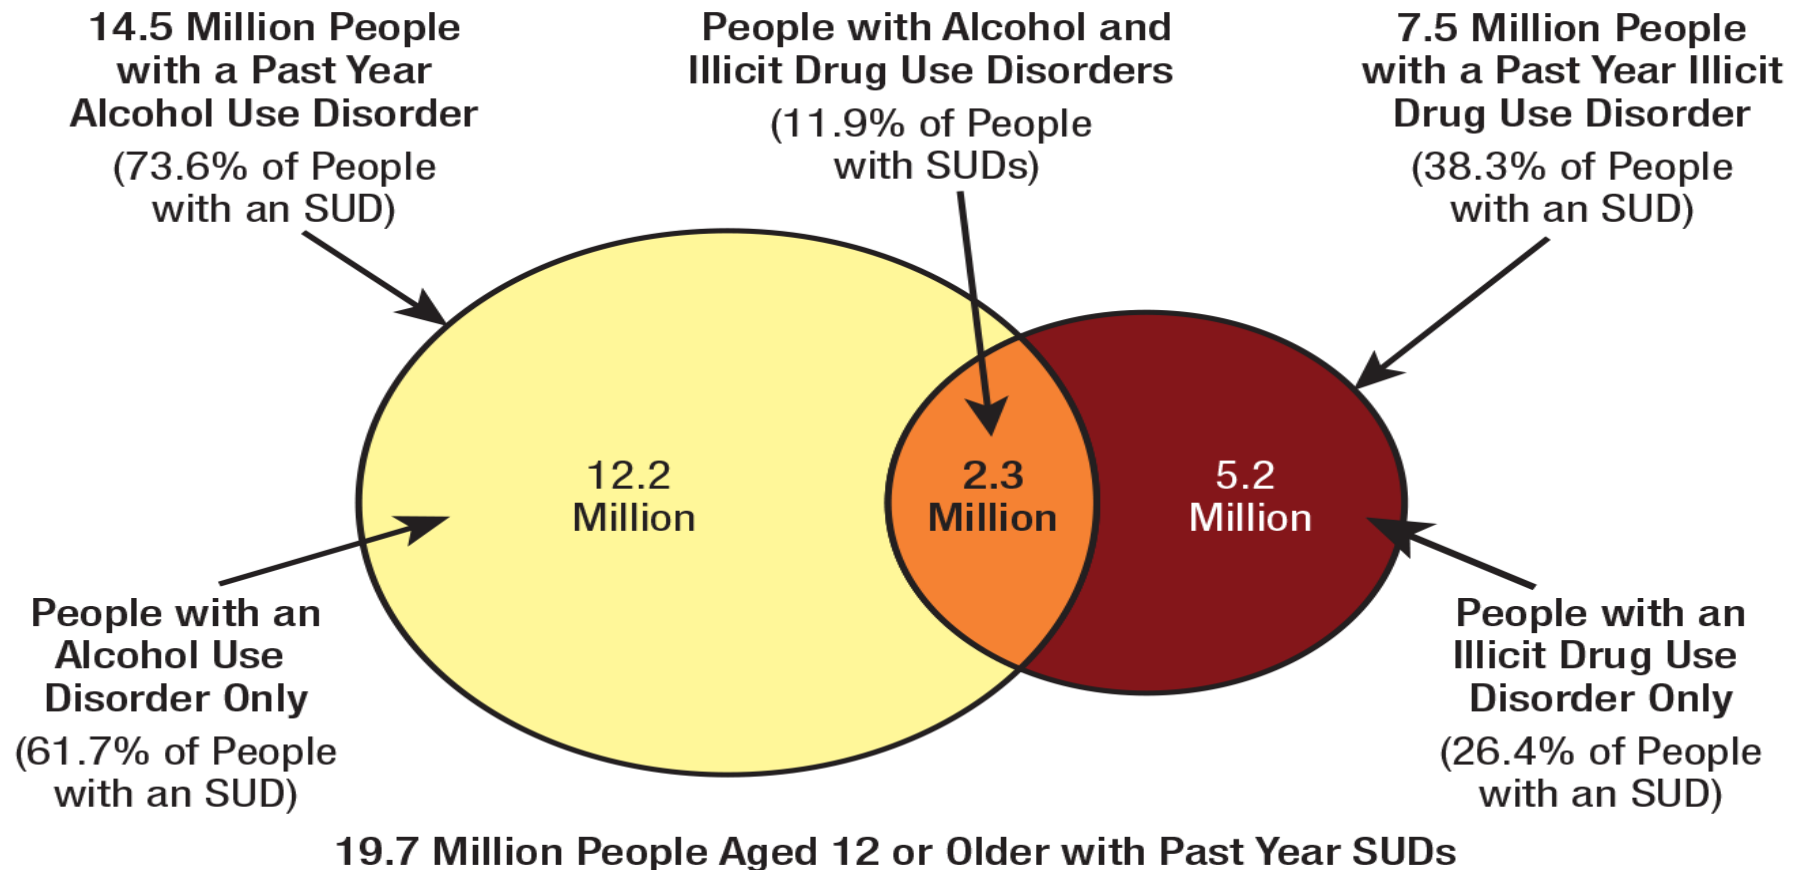 14.5 Million People
with a Past Year
Alcohol Use Disorder
(73.6% of People
with an SUD)
People with Alcohol and
Illicit Drug Use Disorders
(11.9% of People
with SUDs)
7.5 Million People
with a Past Year Illicit
Drug Use Disorder
(38.3% of People
with an SUD)
12.2
Million
2.3
Million
5.2
Million
People with an
Alcohol Use
Disorder Only
(61.7% of People
with an SUD)
People with an
Illicit Drug Use
Disorder Only
(26.4% of People
with an SUD)
19.7 Million People Aged 12 or Older with Past Year SUDs